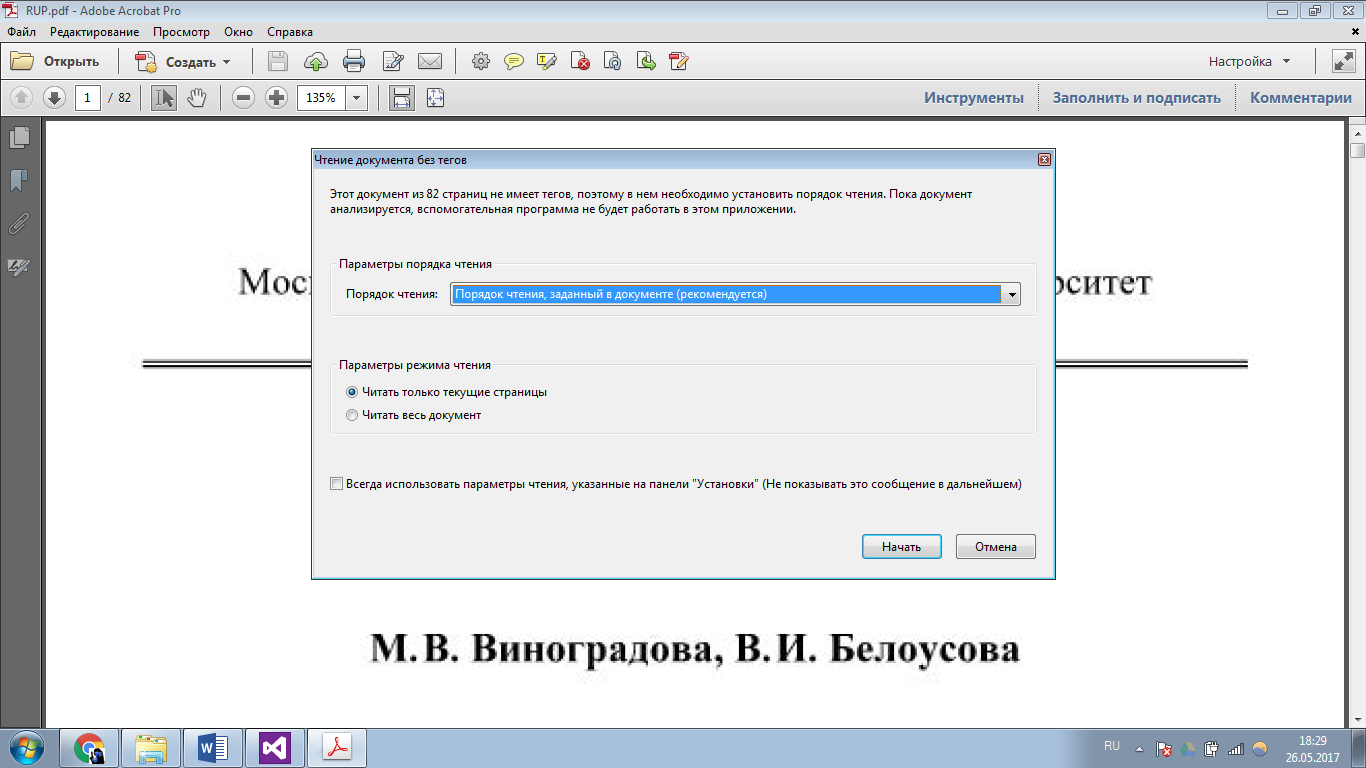 RUP.pdf - Adobe Acrobat Pro
Файл Редактирование Просмотр Окно Справка
Открыть Создать Настройка
1 / 82 135% Инструменты Заполнить и подписать Комментарии
Чтение документа без тегов
Этот документ из 82 страниц не имеет тегов, поэтому в нем необходимо установить порядок чтения. Пока документ
анализируется, вспомогательная программа не будет работать в этом приложении.
Параметры порядка чтения
Порядок чтения: Порядок чтения, заданный в документе (рекомендуется)
Параметры режима чтения
Читать только текущие страницы
Читать весь документ
Всегда использовать параметры чтения, указанные на панели "Установки" (Не показывать это сообщение в дальнейшем)
Начать Отмена
М. В. Виноградова, В. И. Белоусова
RU 18:29
26.05.2017